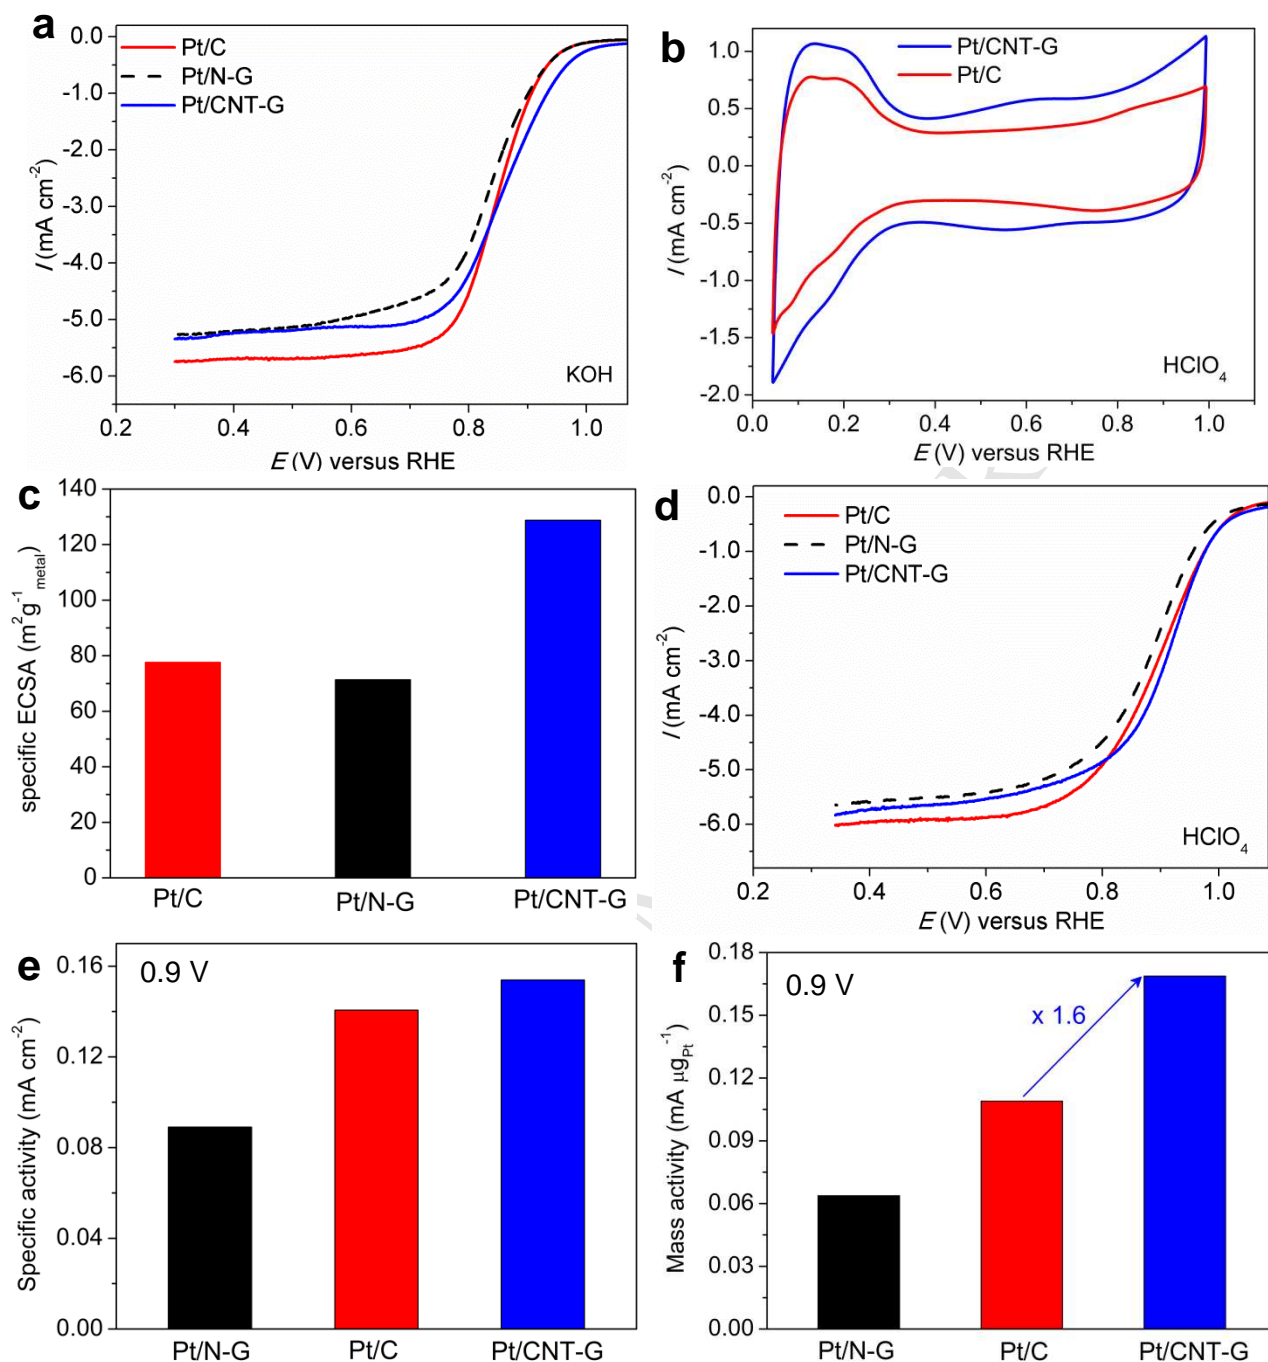 a
0.0
-1.0
-2.0
-3.0
-4.0
-5.0
-6.0
I (mA cm⁻²)
Pt/C
Pt/N-G
Pt/CNT-G
KOH
0.2 0.4 0.6 0.8 1.0
E (V) versus RHE
b
1.0
0.5
0.0
-0.5
-1.0
-1.5
-2.0
I (mA cm⁻²)
Pt/CNT-G
Pt/C
HClO₄
0.0 0.2 0.4 0.6 0.8 1.0
E (V) versus RHE
c
140
120
100
80
60
40
20
0
specific ECSA (m²g⁻¹metal)
Pt/C Pt/N-G Pt/CNT-G
d
0.0
-1.0
-2.0
-3.0
-4.0
-5.0
-6.0
I (mA cm⁻²)
Pt/C
Pt/N-G
Pt/CNT-G
HClO₄
0.2 0.4 0.6 0.8 1.0
E (V) versus RHE
e
0.9 V
0.16
0.12
0.08
0.04
0.00
Specific activity (mA cm⁻²)
Pt/N-G Pt/C Pt/CNT-G
f
0.9 V
x 1.6
0.18
0.15
0.12
0.09
0.06
0.03
0.00
Mass activity (mA µgPt⁻¹)
Pt/N-G Pt/C Pt/CNT-G